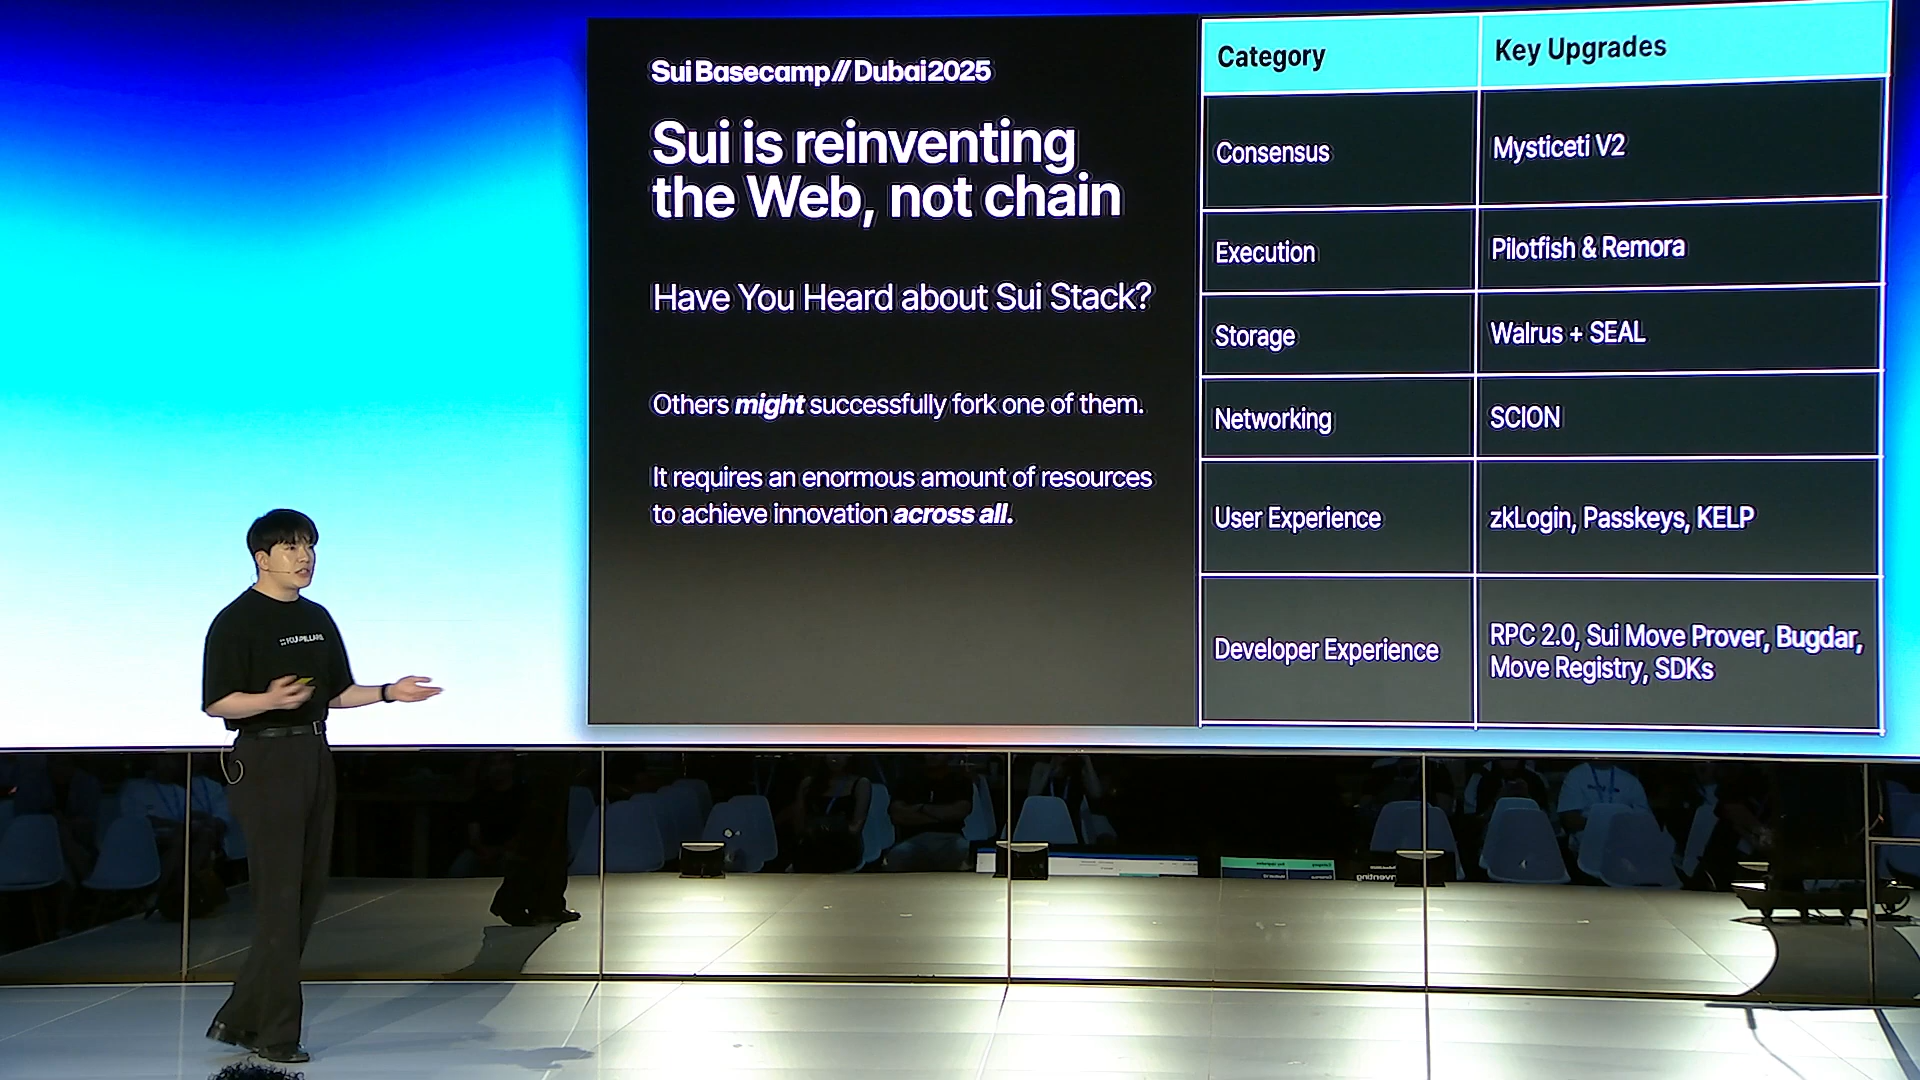 Sui Basecamp // Dubai 2025
Sui is reinventing
the Web, not chain
Have You Heard about Sui Stack?
Others might successfully fork one of them.
It requires an enormous amount of resources
to achieve innovation across all.
Category Key Upgrades
Consensus Mysticeti V2
Execution Pilotfish & Remora
Storage Walrus + SEAL
Networking SCION
User Experience zkLogin, Passkeys, KELP
Developer Experience RPC 2.0, Sui Move Prover, Bugdar,
Move Registry, SDKs